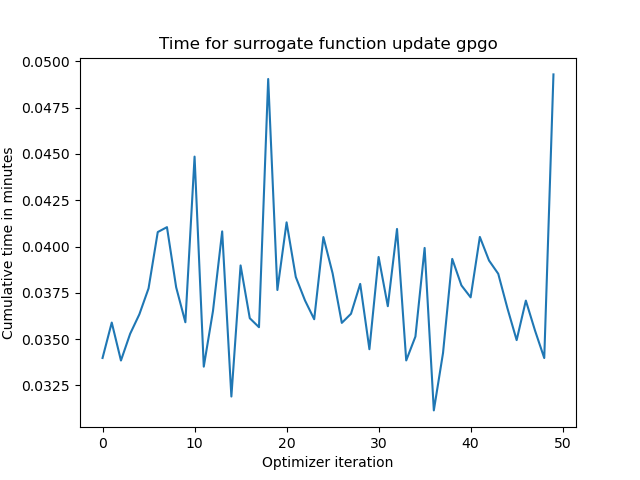 Time for surrogate function update gpgo
0.0500
0.0475
0.0450
0.0425
0.0400
0.0375
0.0350
0.0325
Cumulative time in minutes
0 10 20 30 40 50
Optimizer iteration